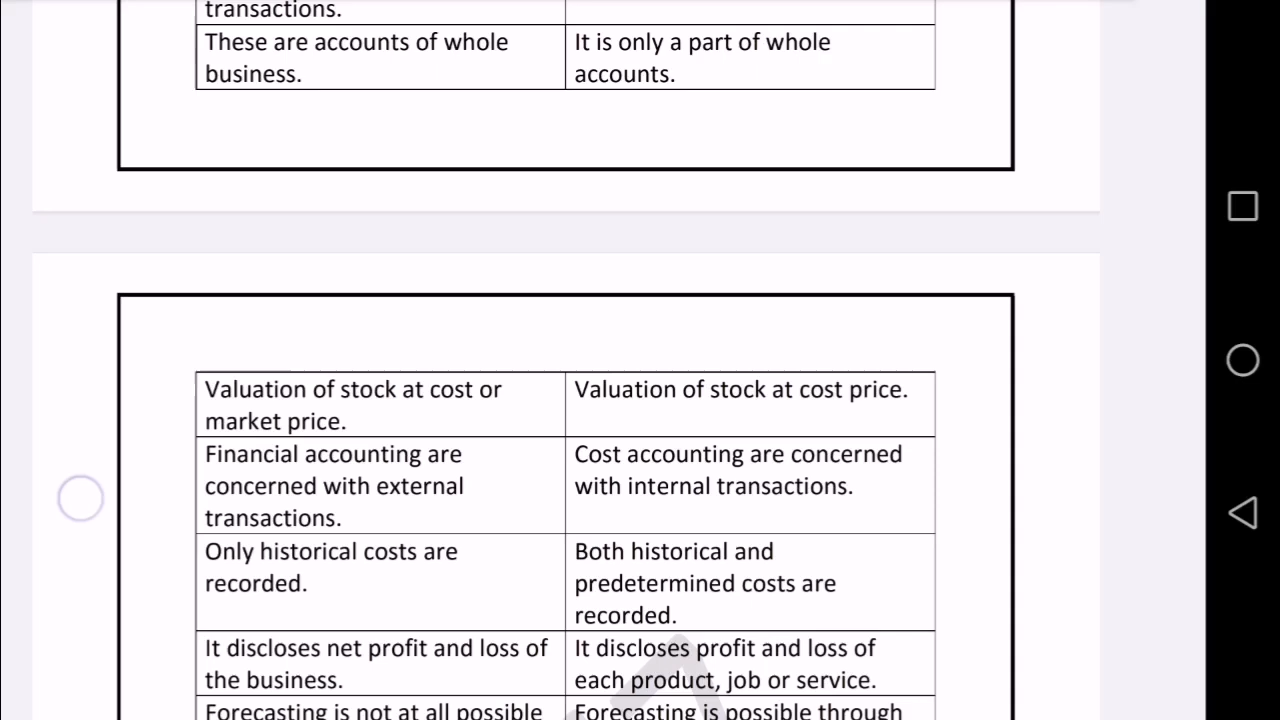 transactions.
These are accounts of whole
business.
It is only a part of whole
accounts.
Valuation of stock at cost or
market price.
Valuation of stock at cost price.
Financial accounting are
concerned with external
transactions.
Cost accounting are concerned
with internal transactions.
Only historical costs are
recorded.
Both historical and
predetermined costs are
recorded.
It discloses net profit and loss of
the business.
It discloses profit and loss of
each product, job or service.
Forecasting is not at all possible
Forecasting is possible through